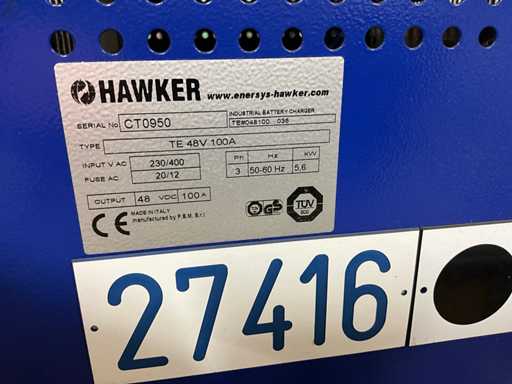 HAWKER www.enersys-hawker.com
SERIAL No. CT0950 INDUSTRIAL BATTERY CHARGER
TEM048100 036
TYPE TE 48V 100A
INPUT V AC 230/400 Ph Hz KW
FUSE AC 20/12 3 50-60 Hz 5,6
OUTPUT 48 VDC 100 A
CE MADE IN ITALY
manufactured by P.B.M. S.r.l. GS TÜV
27416